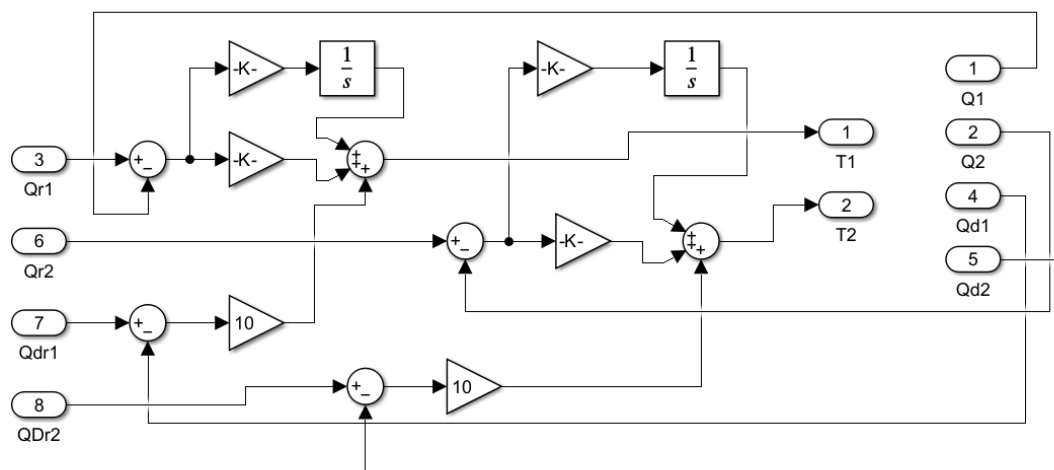 -K-
1
s
-K-
1
s
1
Q1
3
Qr1
+
−
-K-
+
+
+
1
T1
2
Q2
4
Qd1
6
Qr2
+
−
-K-
+
+
+
2
T2
5
Qd2
7
Qdr1
+
−
10
8
QDr2
+
−
10